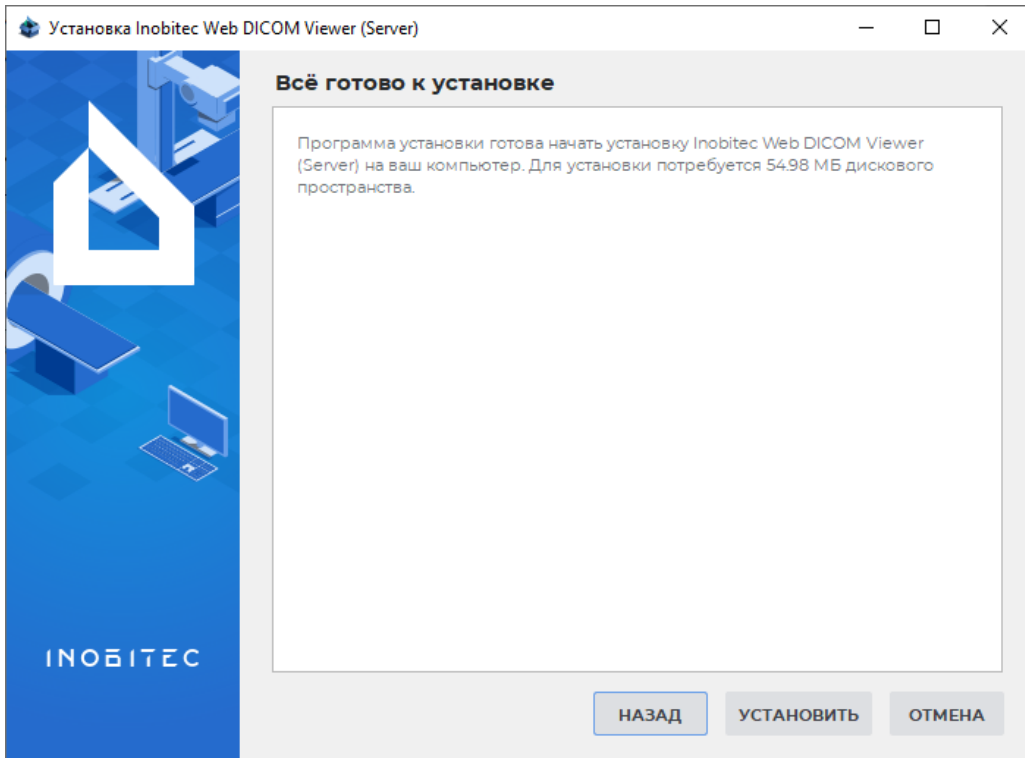 Установка Inobitec Web DICOM Viewer (Server)
Всё готово к установке
Программа установки готова начать установку Inobitec Web DICOM Viewer
(Server) на ваш компьютер. Для установки потребуется 54.98 МБ дискового
пространства.
INOBITEC
НАЗАД
УСТАНОВИТЬ
ОТМЕНА